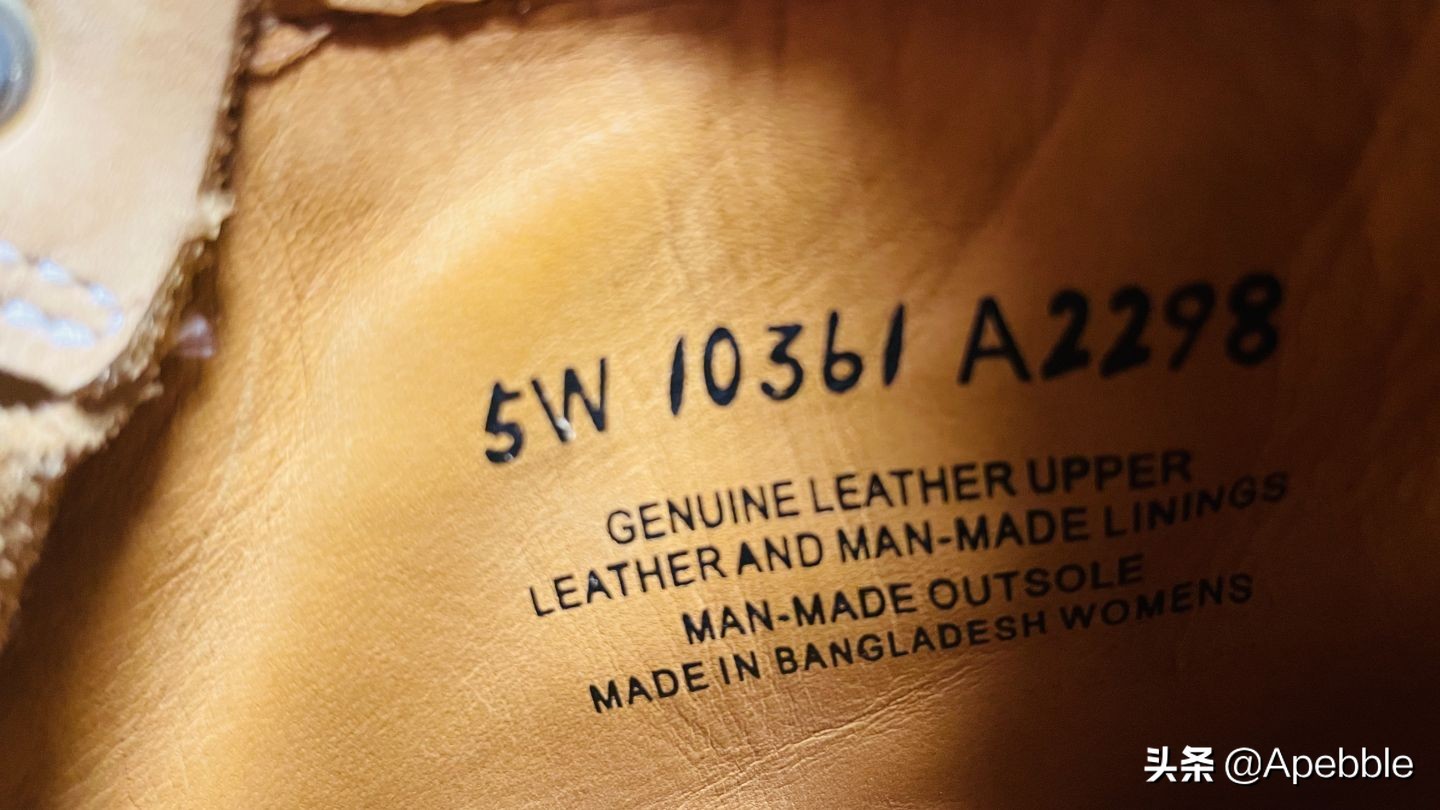 5W 10361 A2298
GENUINE LEATHER UPPER
LEATHER AND MAN-MADE LININGS
MAN-MADE OUTSOLE
MADE IN BANGLADESH WOMENS
头条 @Apebble